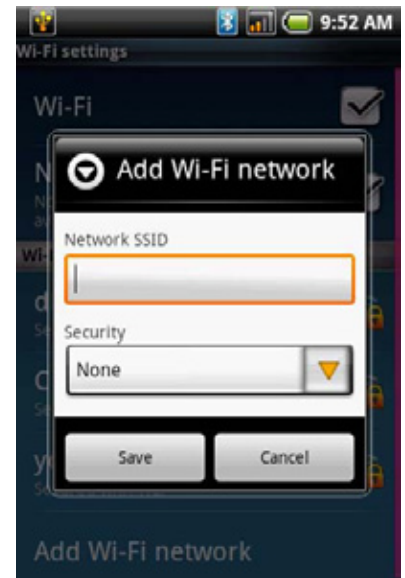 9:52 AM
Wi-Fi settings
Wi-Fi
Add Wi-Fi network
Network SSID
Security
None
Save
Cancel
Add Wi-Fi network